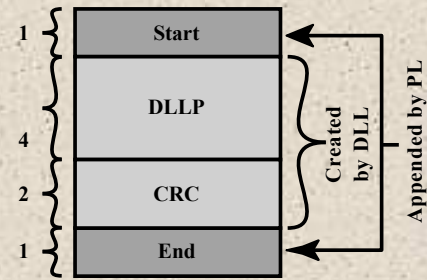 1
Start
4
DLLP
2
CRC
1
End
Created
by DLL
Appended by PL